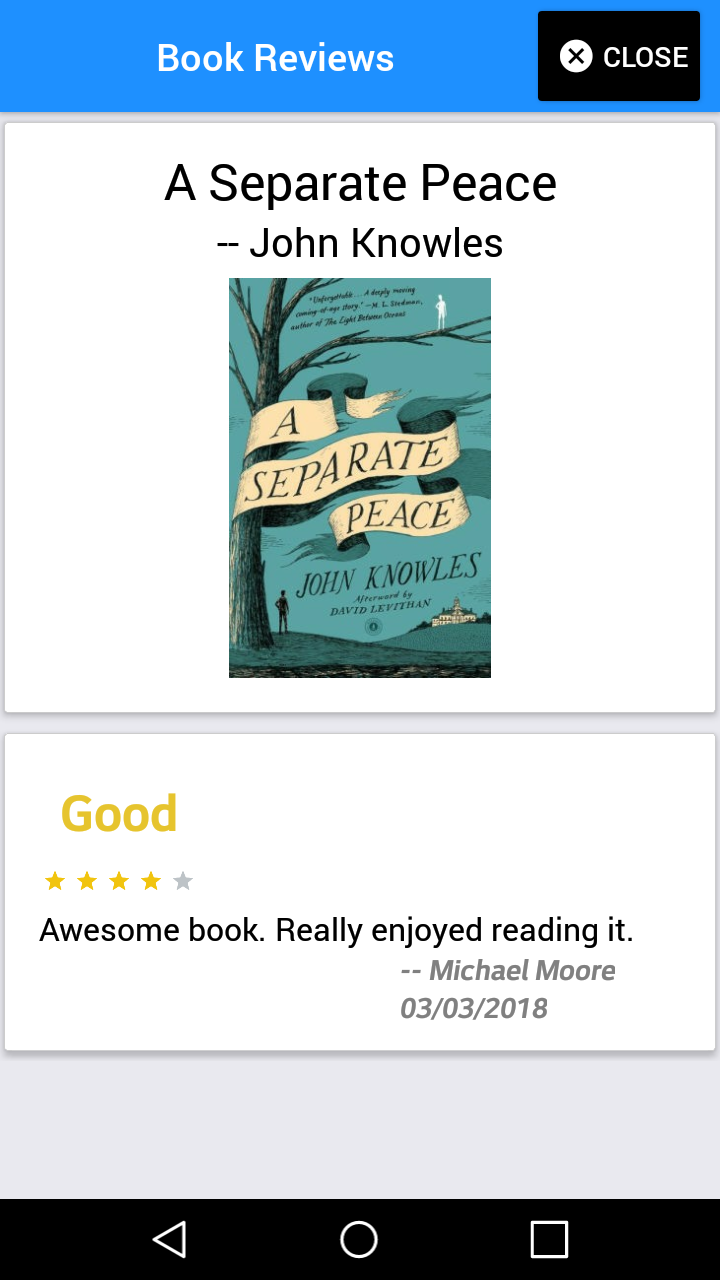 Book Reviews
CLOSE
A Separate Peace
-- John Knowles
"Unforgettable . . . A deeply moving
coming-of-age story." —M. L. Stedman,
author of The Light Between Oceans
A
SEPARATE
PEACE
JOHN KNOWLES
Afterword by
DAVID LEVITHAN
Good
Awesome book. Really enjoyed reading it.
-- Michael Moore
03/03/2018